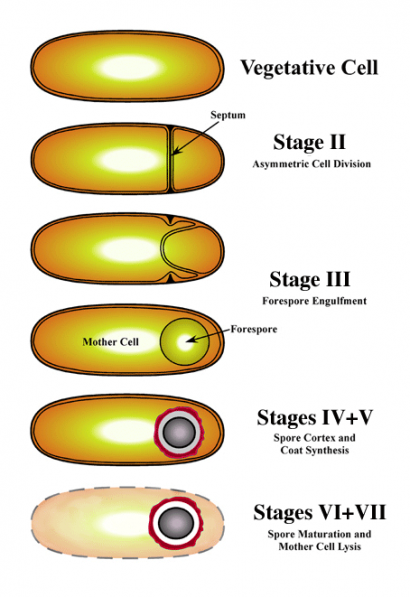 Vegetative Cell
Septum
Stage II
Asymmetric Cell Division
Stage III
Forespore Engulfment
Forespore
Mother Cell
Stages IV+V
Spore Cortex and
Coat Synthesis
Stages VI+VII
Spore Maturation and
Mother Cell Lysis